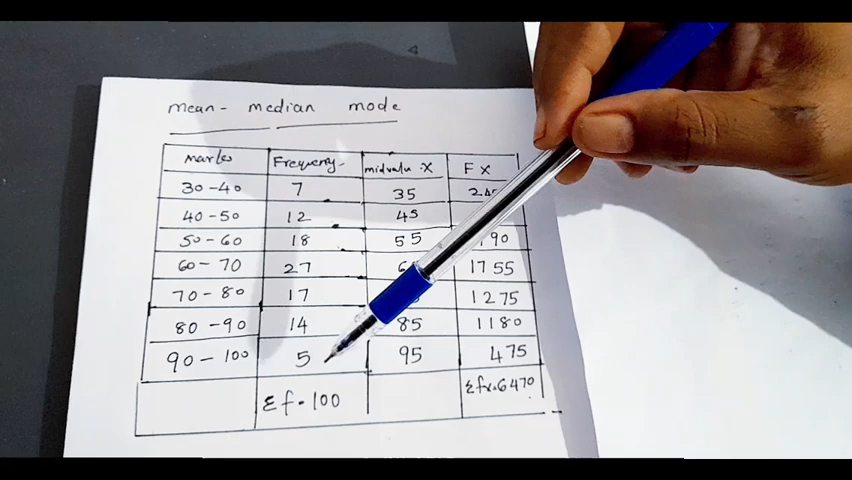 mean - median mode
marks Frequency- midvalu .X F X
30-40 7 35
40-50 12 45
50-60 18 55
60-70 27 1755
70-80 17 1275
80-90 14 85 1180
90-100 5 95 475
Σf=100 Σfx=6470